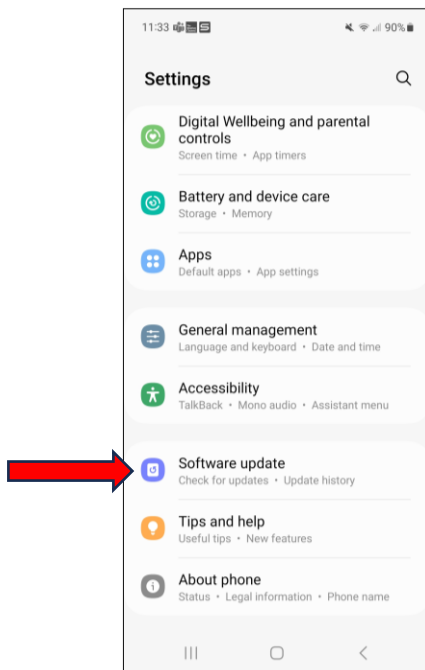 11:33 90%
Settings
Digital Wellbeing and parental
controls
Screen time • App timers
Battery and device care
Storage • Memory
Apps
Default apps • App settings
General management
Language and keyboard • Date and time
Accessibility
TalkBack • Mono audio • Assistant menu
Software update
Check for updates • Update history
Tips and help
Useful tips • New features
About phone
Status • Legal information • Phone name